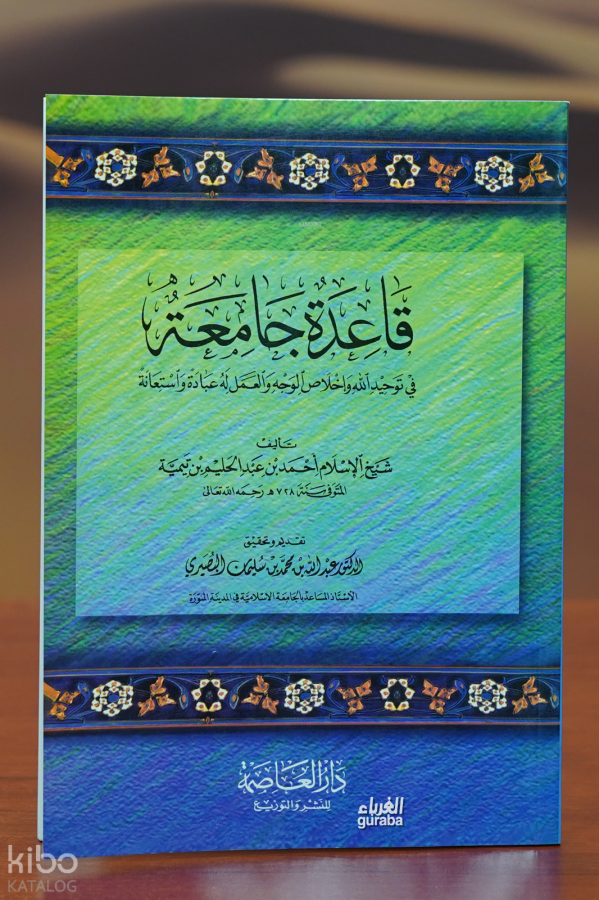 قَاعِدَةٌ جَامِعَةٌ
في توحيد الله وإخلاص الوجه والعمل له عبادة واستعانة
تأليف
شيخ الإسلام أحمد بن عبد الحليم بن تيمية
المتوفى سنة ٧٢٨ هـ رحمه الله تعالى
تقديم وتحقيق
الدكتور عبد الله بن محمد بن سليمان البصيري
الأستاذ المساعد بالجامعة الإسلامية في المدينة المنورة
دار العاصمة
للنشر والتوزيع
الغرباء
guraba
kibo
KATALOG